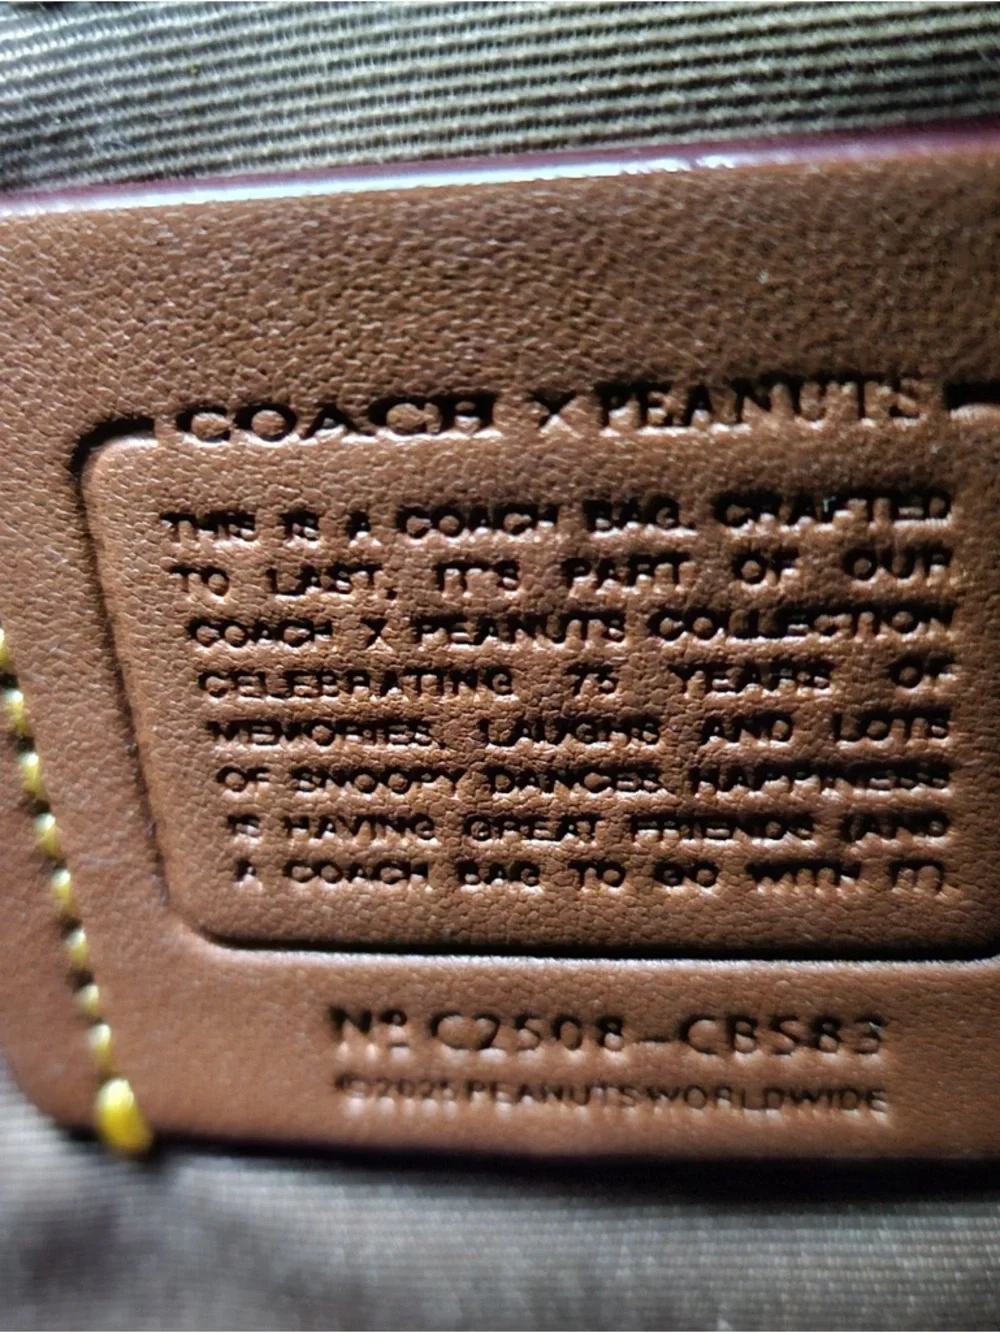 COACH X PEANUTS
THIS IS A COACH BAG. CRAFTED
TO LAST, IT'S PART OF OUR
COACH X PEANUTS COLLECTION
CELEBRATING 75 YEARS OF
MEMORIES, LAUGHS AND LOTS
OF SNOOPY DANCES. HAPPINESS
IS HAVING GREAT FRIENDS (AND
A COACH BAG TO GO WITH IT).
Nº C2508-CBS83
©2025 PEANUTS WORLDWIDE